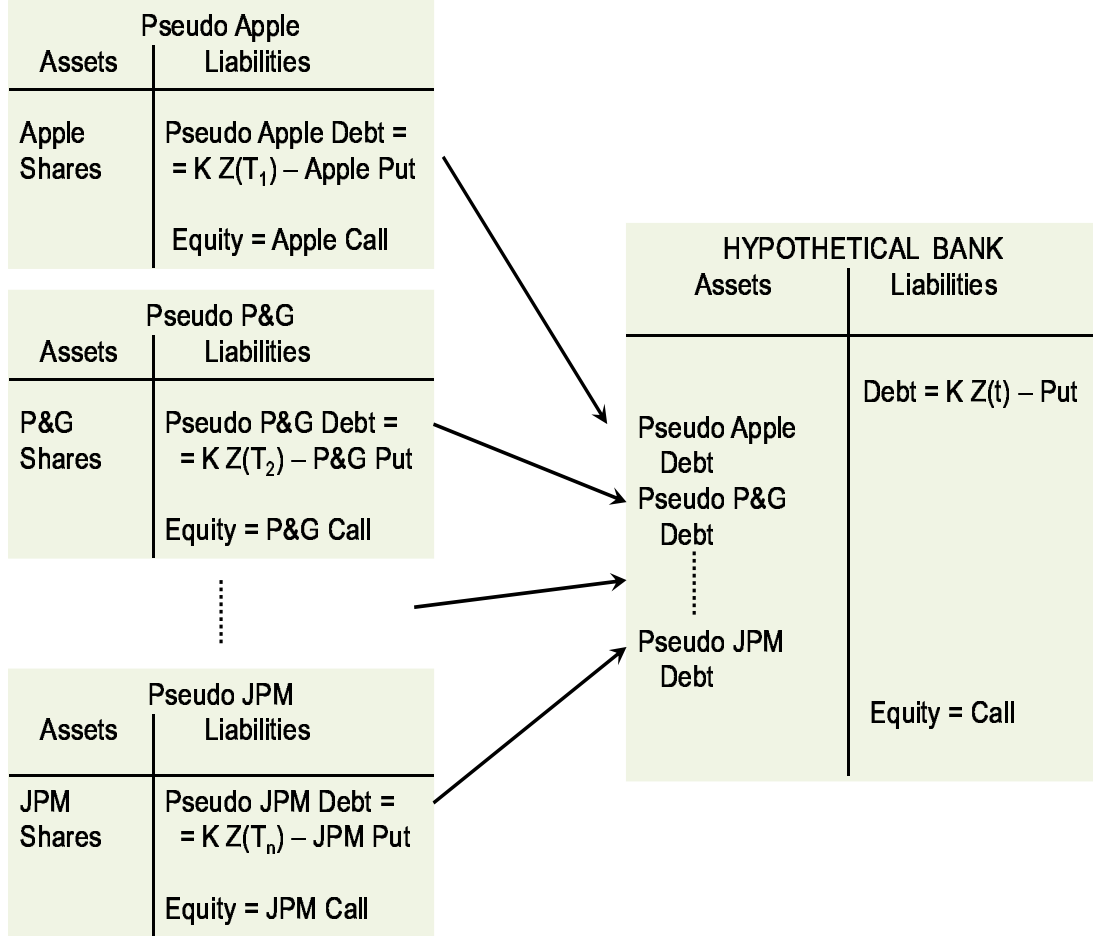 Pseudo Apple
Assets Liabilities
Apple Shares
Pseudo Apple Debt =
= K Z(T₁) – Apple Put
Equity = Apple Call
Pseudo P&G
Assets Liabilities
P&G Shares
Pseudo P&G Debt =
= K Z(T₂) – P&G Put
Equity = P&G Call
Pseudo JPM
Assets Liabilities
JPM Shares
Pseudo JPM Debt =
= K Z(Tₙ) – JPM Put
Equity = JPM Call
HYPOTHETICAL BANK
Assets Liabilities
Pseudo Apple
Debt
Pseudo P&G
Debt
Pseudo JPM
Debt
Debt = K Z(t) – Put
Equity = Call